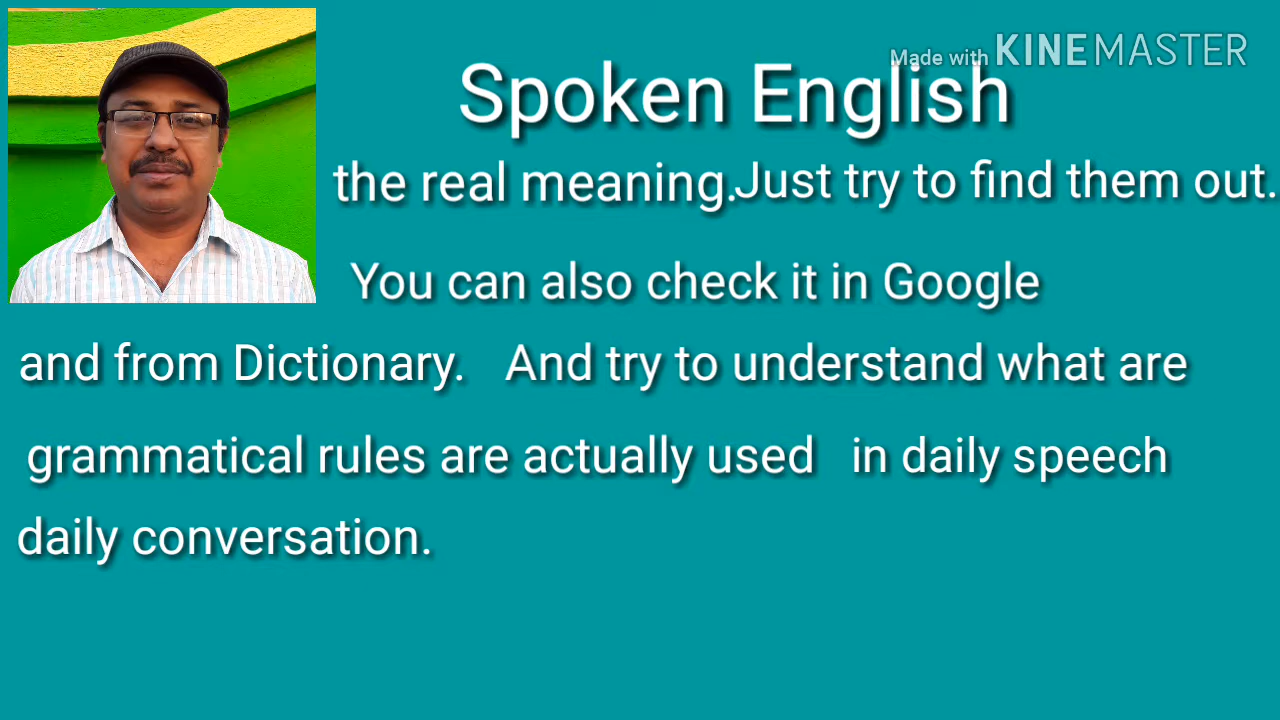 Made with KINEMASTER
Spoken English
the real meaning. Just try to find them out.
You can also check it in Google
and from Dictionary. And try to understand what are
grammatical rules are actually used in daily speech
daily conversation.